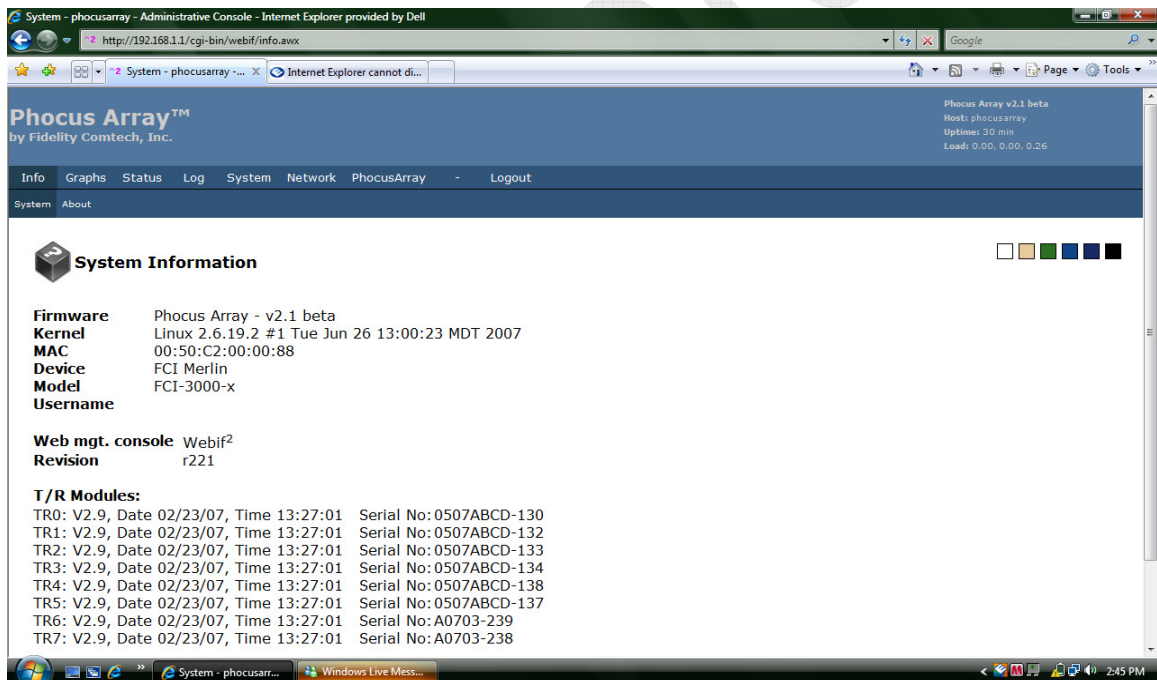 System - phocusarray - Administrative Console - Internet Explorer provided by Dell
http://192.168.1.1/cgi-bin/webif/info.awx
Google
System - phocusarray -... X Internet Explorer cannot di...
Page Tools
Phocus Array™
by Fidelity Comtech, Inc.
Phocus Array v2.1 beta
Host: phocusarray
Uptime: 30 min
Load: 0.00, 0.00, 0.26
Info Graphs Status Log System Network PhocusArray - Logout
System About
System Information
Firmware Phocus Array - v2.1 beta
Kernel Linux 2.6.19.2 #1 Tue Jun 26 13:00:23 MDT 2007
MAC 00:50:C2:00:00:88
Device FCI Merlin
Model FCI-3000-x
Username
Web mgt. console Webif²
Revision r221
T/R Modules:
TR0: V2.9, Date 02/23/07, Time 13:27:01 Serial No: 0507ABCD-130
TR1: V2.9, Date 02/23/07, Time 13:27:01 Serial No: 0507ABCD-132
TR2: V2.9, Date 02/23/07, Time 13:27:01 Serial No: 0507ABCD-133
TR3: V2.9, Date 02/23/07, Time 13:27:01 Serial No: 0507ABCD-134
TR4: V2.9, Date 02/23/07, Time 13:27:01 Serial No: 0507ABCD-138
TR5: V2.9, Date 02/23/07, Time 13:27:01 Serial No: 0507ABCD-137
TR6: V2.9, Date 02/23/07, Time 13:27:01 Serial No: A0703-239
TR7: V2.9, Date 02/23/07, Time 13:27:01 Serial No: A0703-238
System - phocusarr... Windows Live Mess... 2:45 PM